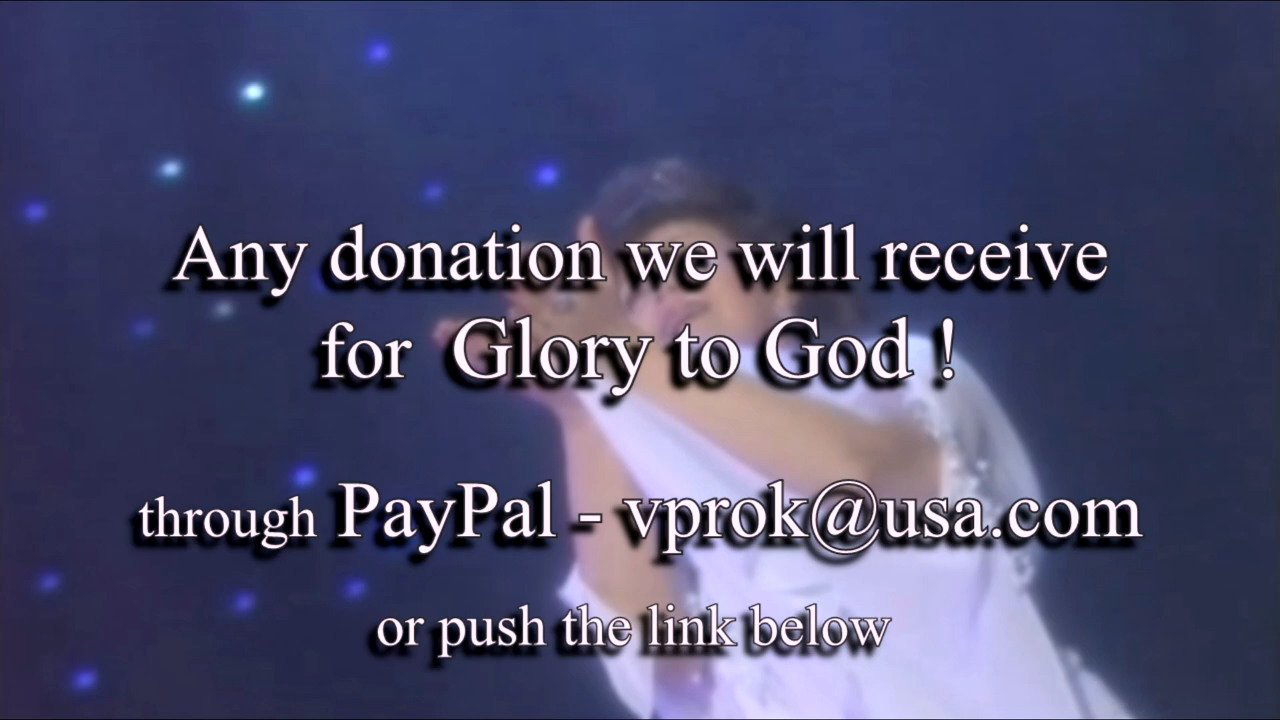 Any donation we will receive
for Glory to God !
through PayPal - vprok@usa.com
or push the link below